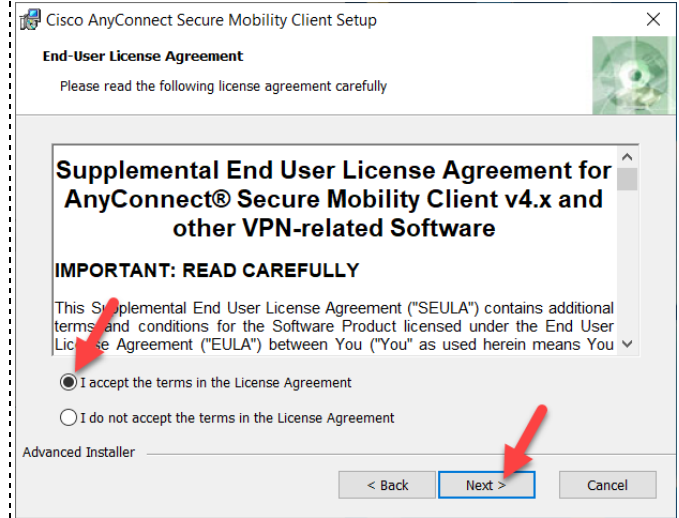 Cisco AnyConnect Secure Mobility Client Setup
End-User License Agreement
Please read the following license agreement carefully
Supplemental End User License Agreement for
AnyConnect® Secure Mobility Client v4.x and
other VPN-related Software
IMPORTANT: READ CAREFULLY
This Supplemental End User License Agreement ("SEULA") contains additional
terms and conditions for the Software Product licensed under the End User
License Agreement ("EULA") between You ("You" as used herein means You
I accept the terms in the License Agreement
I do not accept the terms in the License Agreement
Advanced Installer
< Back Next > Cancel